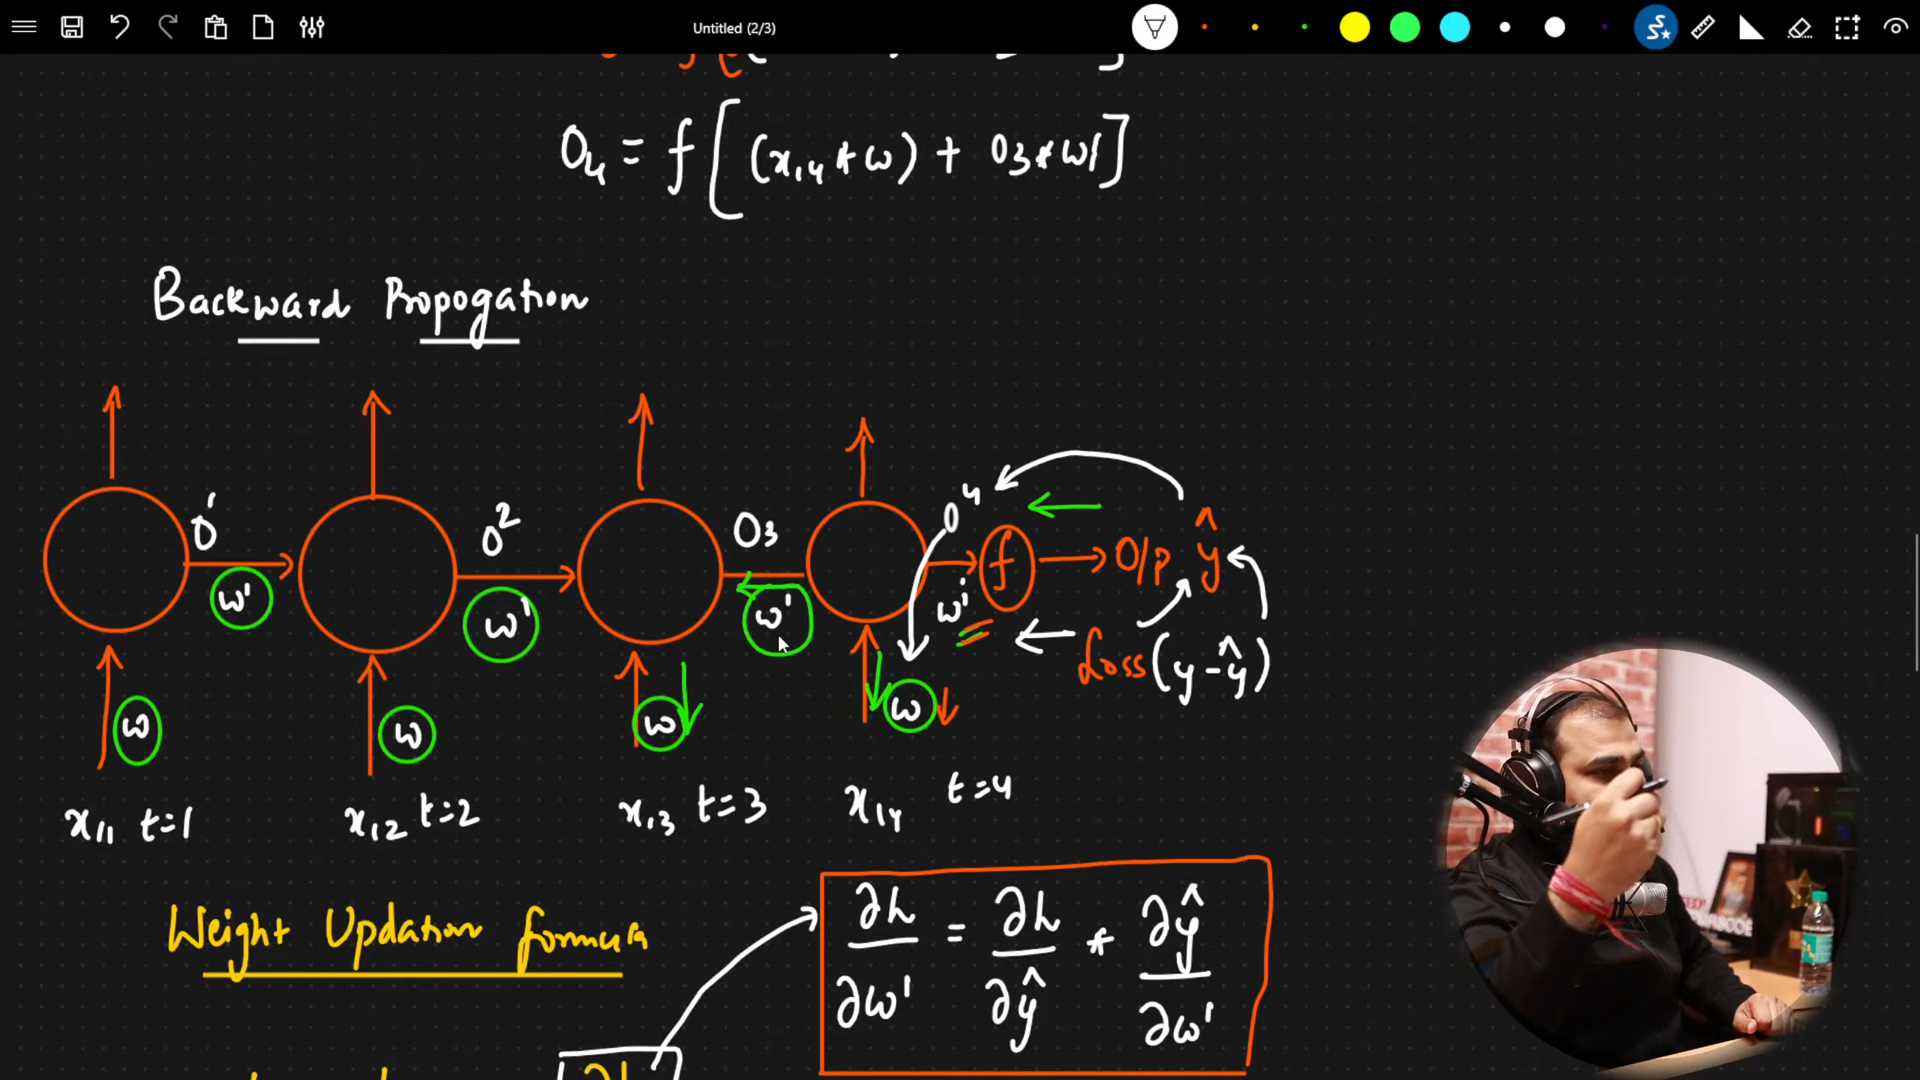 Untitled (2/3)
O₄ = f[(x₁₄ * w) + O₃ * w']
Backward Propogation
O' O² O₃ O⁴ ŷ
f O/p
w' w' w' wⁱ
Loss (y - ŷ)
w w w w
x₁₁ t=1 x₁₂ t=2 x₁₃ t=3 x₁₄ t=4
Weight Updation formula
∂L/∂w' = ∂L/∂ŷ * ∂ŷ/∂w'